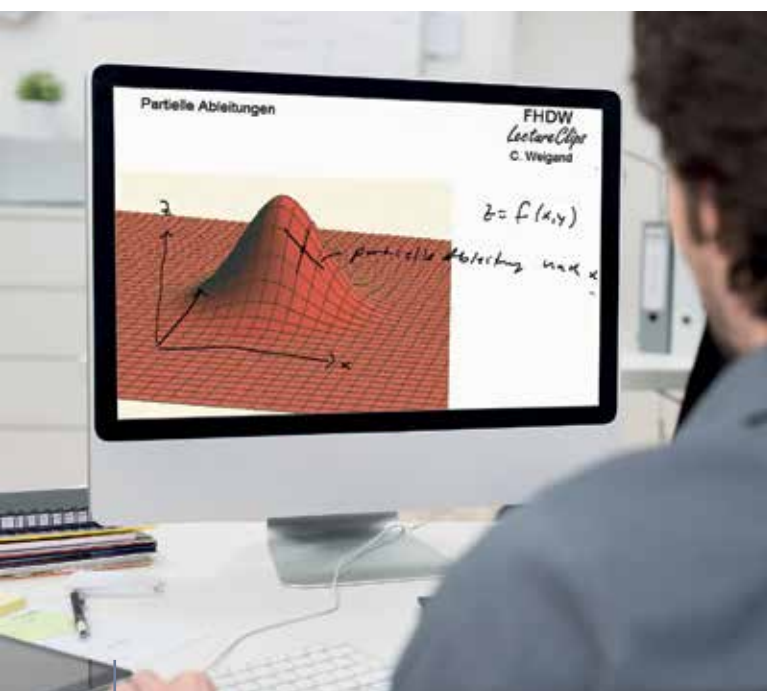 Partielle Ableitungen
FHDW
LectureClips
C. Weigand
z = f(x,y)
z
partielle Ableitung nach x
x